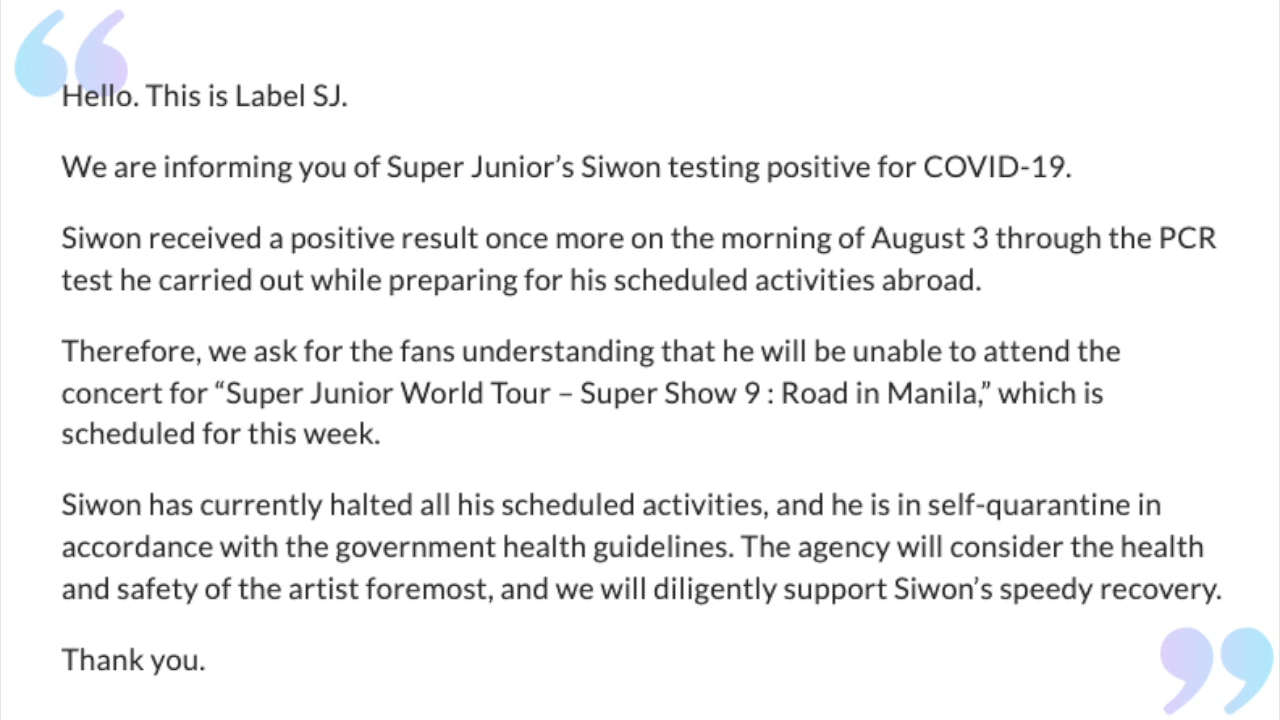 Hello. This is Label SJ.
We are informing you of Super Junior’s Siwon testing positive for COVID-19.
Siwon received a positive result once more on the morning of August 3 through the PCR
test he carried out while preparing for his scheduled activities abroad.
Therefore, we ask for the fans understanding that he will be unable to attend the
concert for “Super Junior World Tour – Super Show 9 : Road in Manila,” which is
scheduled for this week.
Siwon has currently halted all his scheduled activities, and he is in self-quarantine in
accordance with the government health guidelines. The agency will consider the health
and safety of the artist foremost, and we will diligently support Siwon’s speedy recovery.
Thank you.